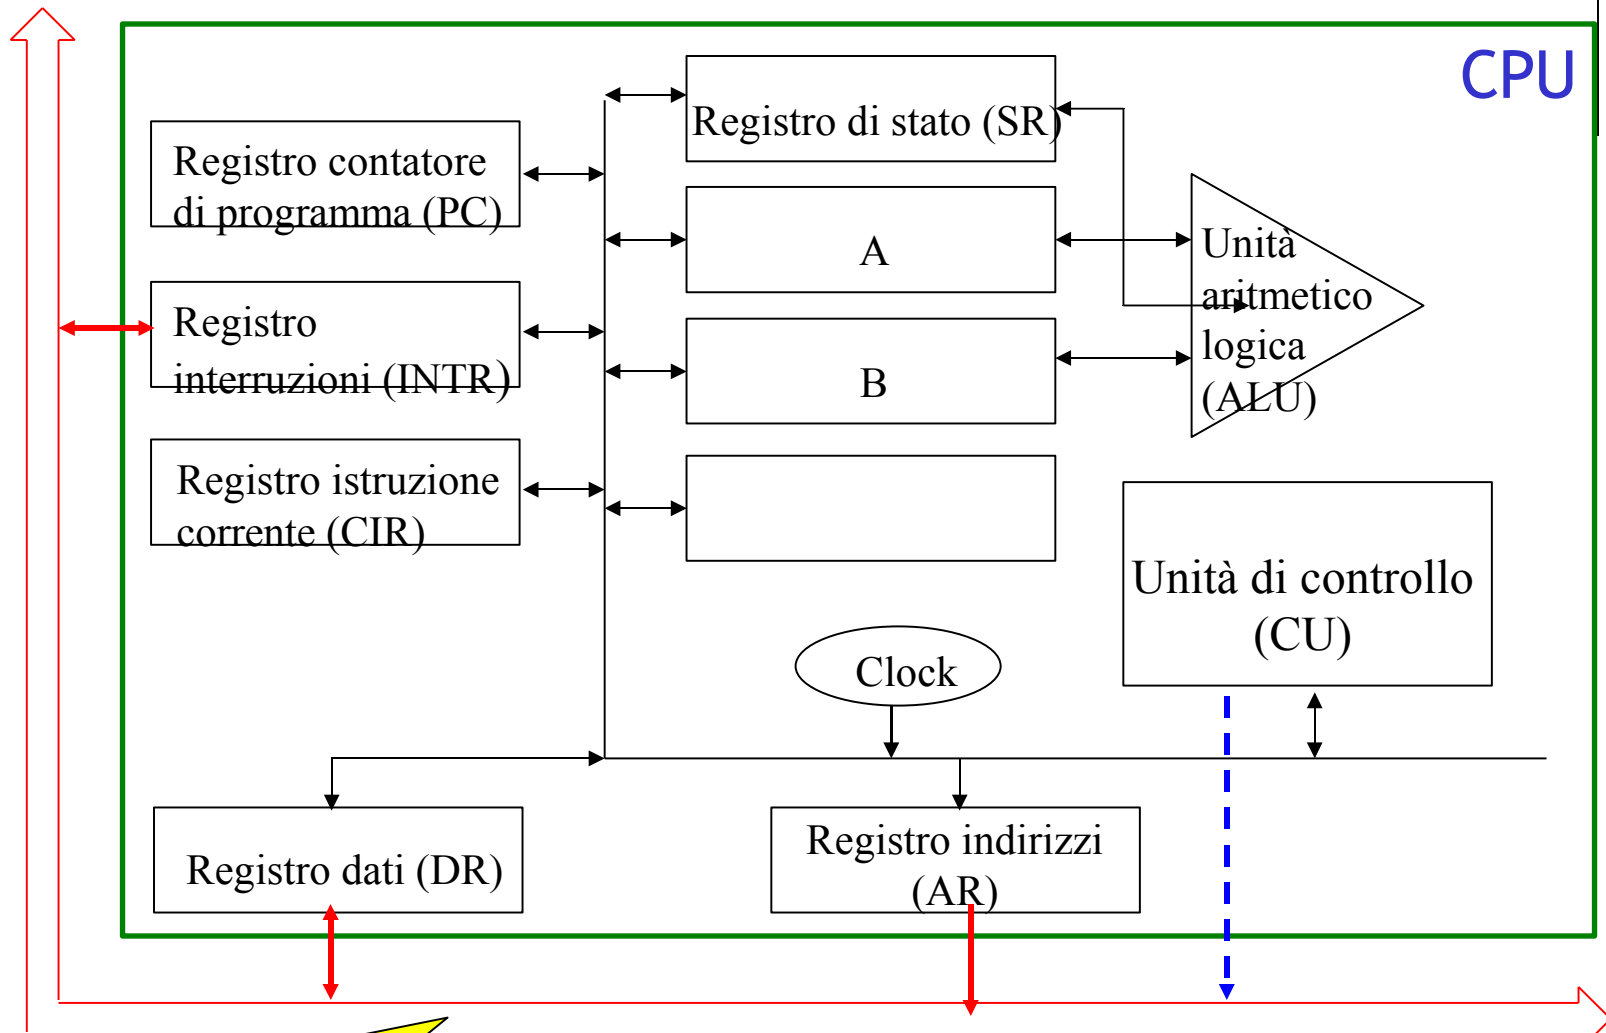 CPU
Registro di stato (SR)
Registro contatore
di programma (PC)
A
Unità
aritmetico
logica
(ALU)
Registro
interruzioni (INTR)
B
Registro istruzione
corrente (CIR)
Unità di controllo
(CU)
Clock
Registro dati (DR)
Registro indirizzi
(AR)